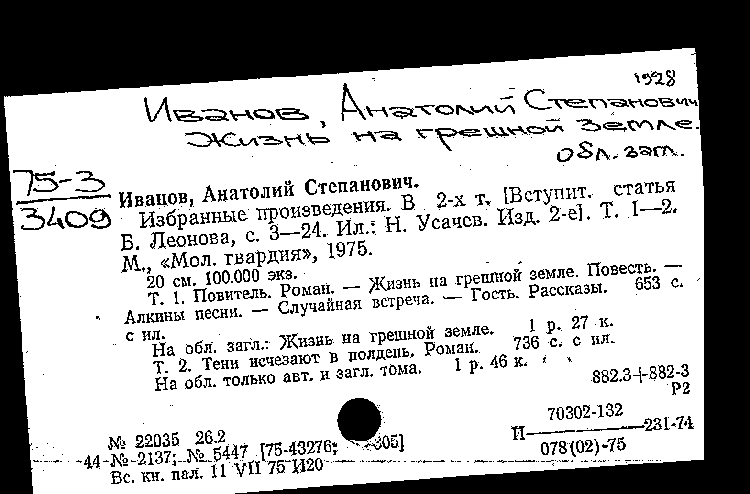 1928
Иванов, Анатолий Степанович
Жизнь на грешной земле.
обл. загл.
75-3
3409
Иванов, Анатолий Степанович.
Избранные произведения. В 2-х т. [Вступит. статья
Б. Леонова, с. 3—24. Ил.: Н. Усачев. Изд. 2-е]. Т. 1—2.
М., «Мол. гвардия», 1975.
20 см. 100.000 экз.
Т. 1. Повитель. Роман. — Жизнь на грешной земле. Повесть. —
Алкины песни. — Случайная встреча. — Гость. Рассказы. 653 с.
с ил.
На обл. загл.: Жизнь на грешной земле. 1 р. 27 к.
Т. 2. Тени исчезают в полдень. Роман. 736 с. с ил.
На обл. только авт. и загл. тома. 1 р. 46 к.
882.3+882-3
Р2
№ 22035 26.2
44-№-2137; № 5447 [75-43276; 305]
Вс. кн. пал. 11 VII 75 И20
70302-132
И 231-74
078(02)-75